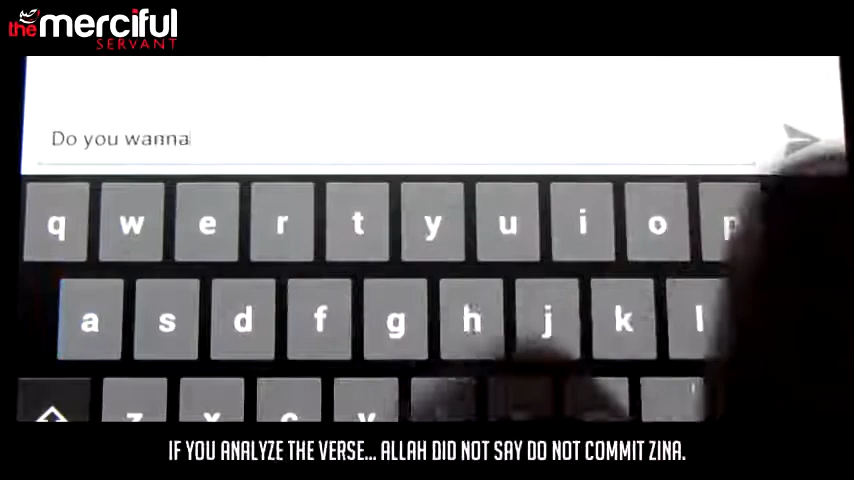 the merciful
SERVANT
Do you wanna
q w e r t y u i o p
a s d f g h j k l
z x c v
IF YOU ANALYZE THE VERSE... ALLAH DID NOT SAY DO NOT COMMIT ZINA.